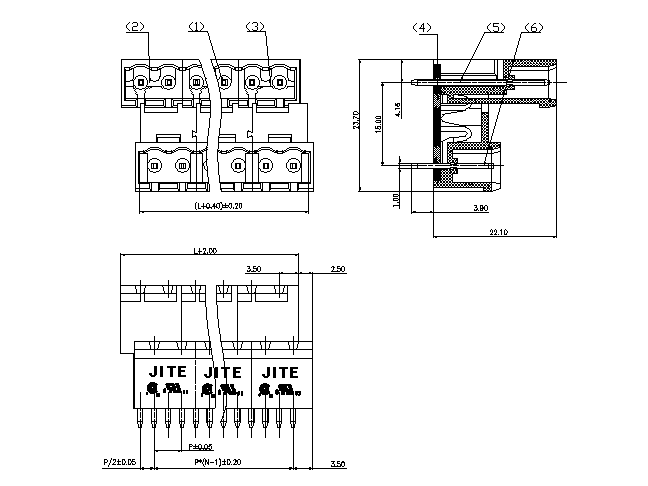 (2) (1) (3)
(4) (5) (6)
23.70
15.00
4.15
1.00
(L+0.40)±0.20
3.90
22.10
L+2.00
3.50 2.50
JITE JITE JITE
P±0.05
P/2±0.05 P*(N-1)±0.20 3.50